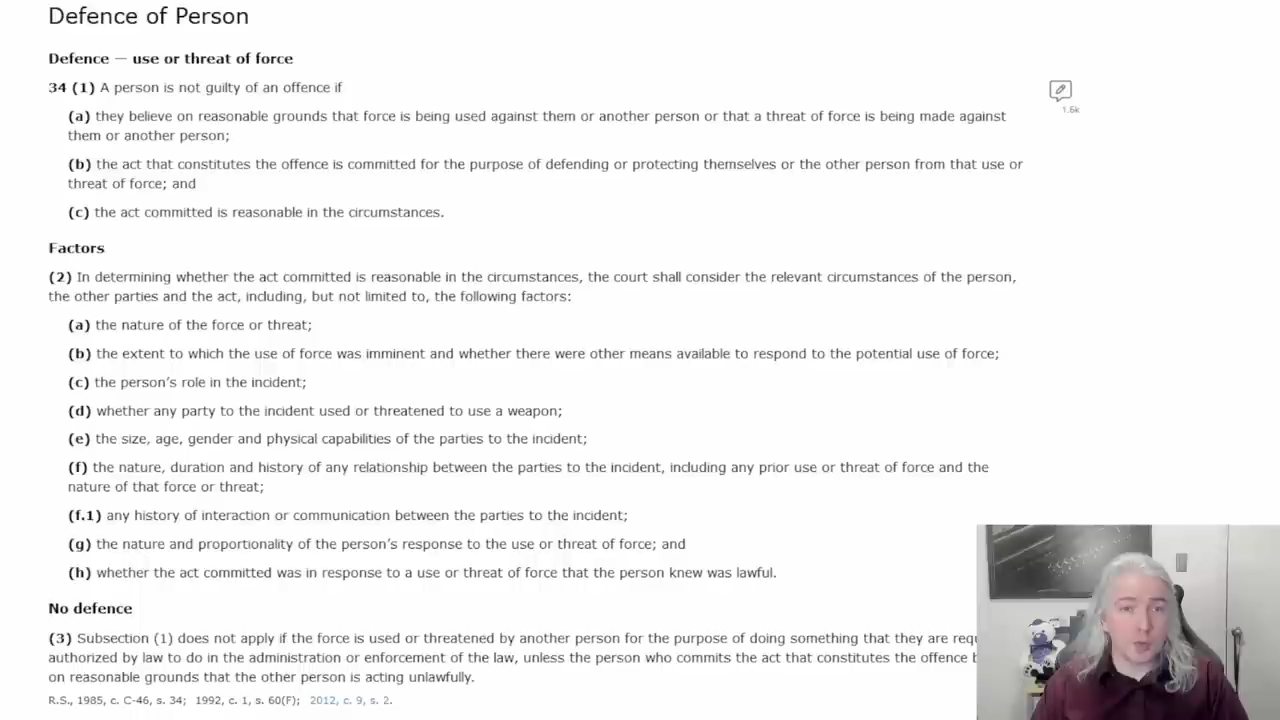 Defence of Person
Defence — use or threat of force
34 (1) A person is not guilty of an offence if
(a) they believe on reasonable grounds that force is being used against them or another person or that a threat of force is being made against
them or another person;
(b) the act that constitutes the offence is committed for the purpose of defending or protecting themselves or the other person from that use or
threat of force; and
(c) the act committed is reasonable in the circumstances.
1.6k
Factors
(2) In determining whether the act committed is reasonable in the circumstances, the court shall consider the relevant circumstances of the person,
the other parties and the act, including, but not limited to, the following factors:
(a) the nature of the force or threat;
(b) the extent to which the use of force was imminent and whether there were other means available to respond to the potential use of force;
(c) the person's role in the incident;
(d) whether any party to the incident used or threatened to use a weapon;
(e) the size, age, gender and physical capabilities of the parties to the incident;
(f) the nature, duration and history of any relationship between the parties to the incident, including any prior use or threat of force and the
nature of that force or threat;
(f.1) any history of interaction or communication between the parties to the incident;
(g) the nature and proportionality of the person's response to the use or threat of force; and
(h) whether the act committed was in response to a use or threat of force that the person knew was lawful.
No defence
(3) Subsection (1) does not apply if the force is used or threatened by another person for the purpose of doing something that they are
authorized by law to do in the administration or enforcement of the law, unless the person who commits the act that constitutes the offence
on reasonable grounds that the other person is acting unlawfully.
R.S., 1985, c. C-46, s. 34; 1992, c. 1, s. 60(F); 2012, c. 9, s. 2.